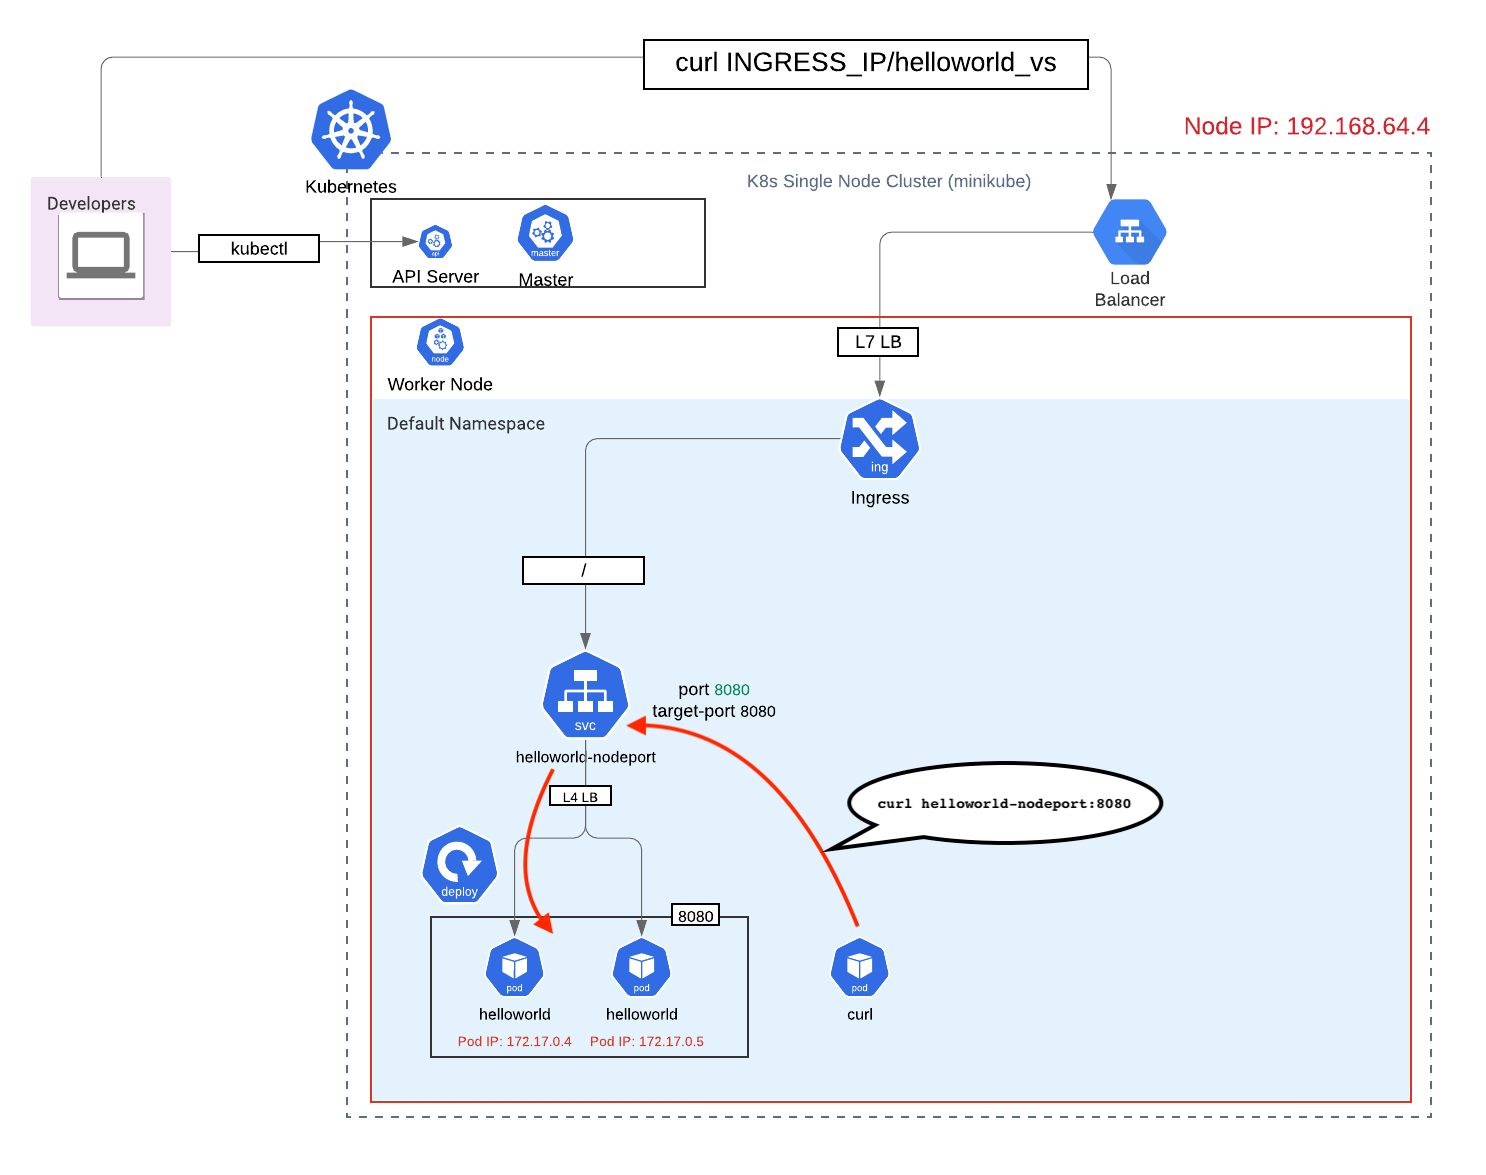 curl INGRESS_IP/helloworld_vs
Node IP: 192.168.64.4
Kubernetes
K8s Single Node Cluster (minikube)
Developers
kubectl
api
API Server
master
Master
Load
Balancer
L7 LB
node
Worker Node
Default Namespace
ing
Ingress
/
svc
port 8080
target-port 8080
helloworld-nodeport
L4 LB
curl helloworld-nodeport:8080
deploy
8080
pod
helloworld
Pod IP: 172.17.0.4
pod
helloworld
Pod IP: 172.17.0.5
pod
curl